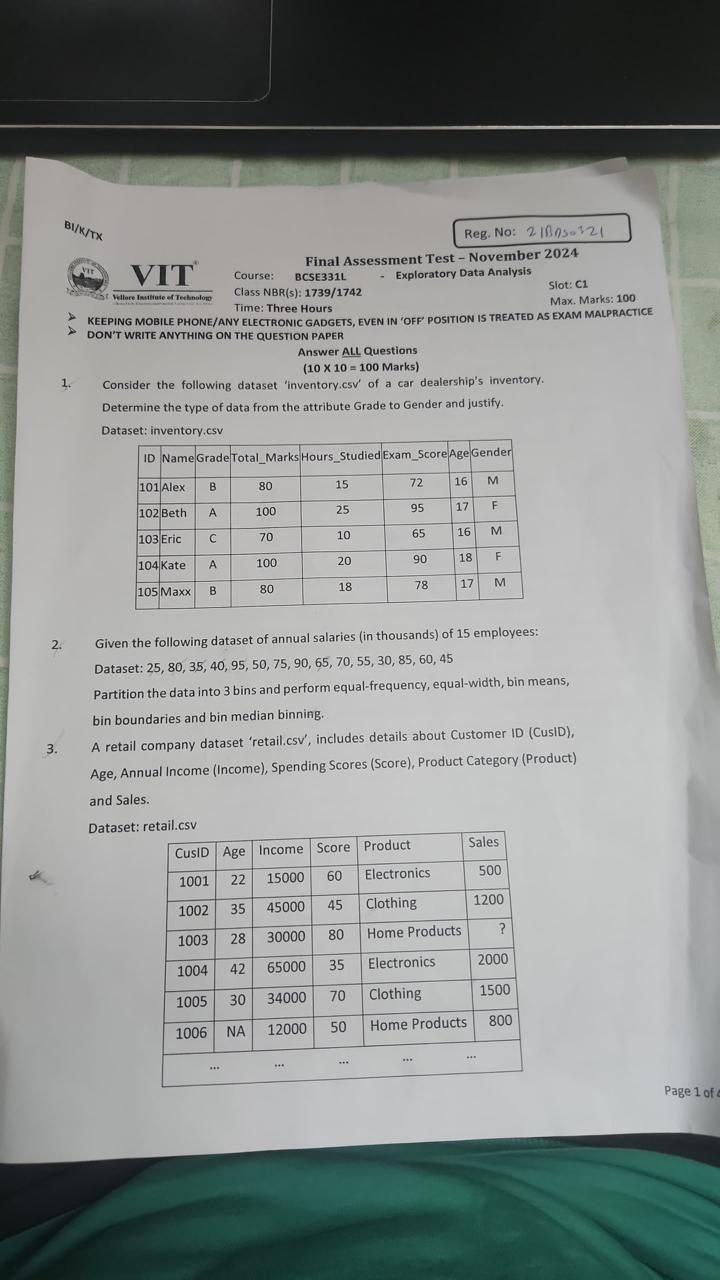 BI/K/TX
Reg. No:
VIT
VIT
Vellore Institute of Technology
Final Assessment Test – November 2024
Course: BCSE331L - Exploratory Data Analysis
Class NBR(s): 1739/1742
Slot: C1
Time: Three Hours
Max. Marks: 100
➤ KEEPING MOBILE PHONE/ANY ELECTRONIC GADGETS, EVEN IN ‘OFF’ POSITION IS TREATED AS EXAM MALPRACTICE
➤ DON’T WRITE ANYTHING ON THE QUESTION PAPER
Answer ALL Questions
(10 X 10 = 100 Marks)
1. Consider the following dataset ‘inventory.csv’ of a car dealership’s inventory.
Determine the type of data from the attribute Grade to Gender and justify.
Dataset: inventory.csv
ID Name Grade Total_Marks Hours_Studied Exam_Score Age Gender
101 Alex B 80 15 72 16 M
102 Beth A 100 25 95 17 F
103 Eric C 70 10 65 16 M
104 Kate A 100 20 90 18 F
105 Maxx B 80 18 78 17 M
2. Given the following dataset of annual salaries (in thousands) of 15 employees:
Dataset: 25, 80, 35, 40, 95, 50, 75, 90, 65, 70, 55, 30, 85, 60, 45
Partition the data into 3 bins and perform equal-frequency, equal-width, bin means,
bin boundaries and bin median binning.
3. A retail company dataset ‘retail.csv’, includes details about Customer ID (CusID),
Age, Annual Income (Income), Spending Scores (Score), Product Category (Product)
and Sales.
Dataset: retail.csv
CusID Age Income Score Product Sales
1001 22 15000 60 Electronics 500
1002 35 45000 45 Clothing 1200
1003 28 30000 80 Home Products ?
1004 42 65000 35 Electronics 2000
1005 30 34000 70 Clothing 1500
1006 NA 12000 50 Home Products 800
... ... ... ... ...
Page 1 of